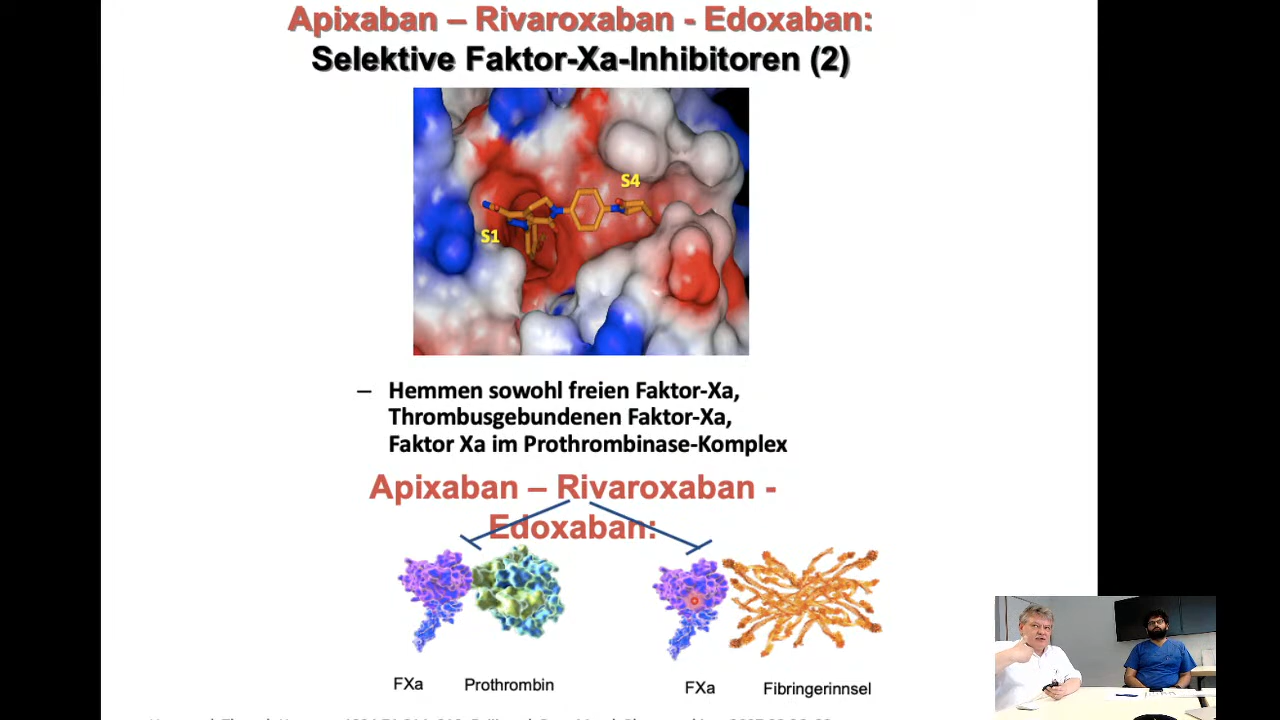 Apixaban – Rivaroxaban - Edoxaban:
Selektive Faktor-Xa-Inhibitoren (2)
S4
S1
– Hemmen sowohl freien Faktor-Xa,
Thrombusgebundenen Faktor-Xa,
Faktor Xa im Prothrombinase-Komplex
Apixaban – Rivaroxaban -
Edoxaban:
FXa Prothrombin FXa Fibringerinnsel